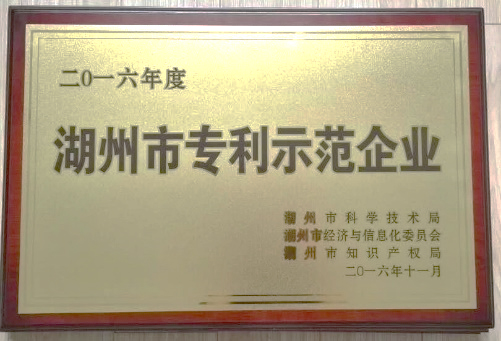 二〇一六年度
湖州市专利示范企业
湖州市科学技术局
湖州市经济与信息化委员会
湖州市知识产权局
二〇一六年十一月